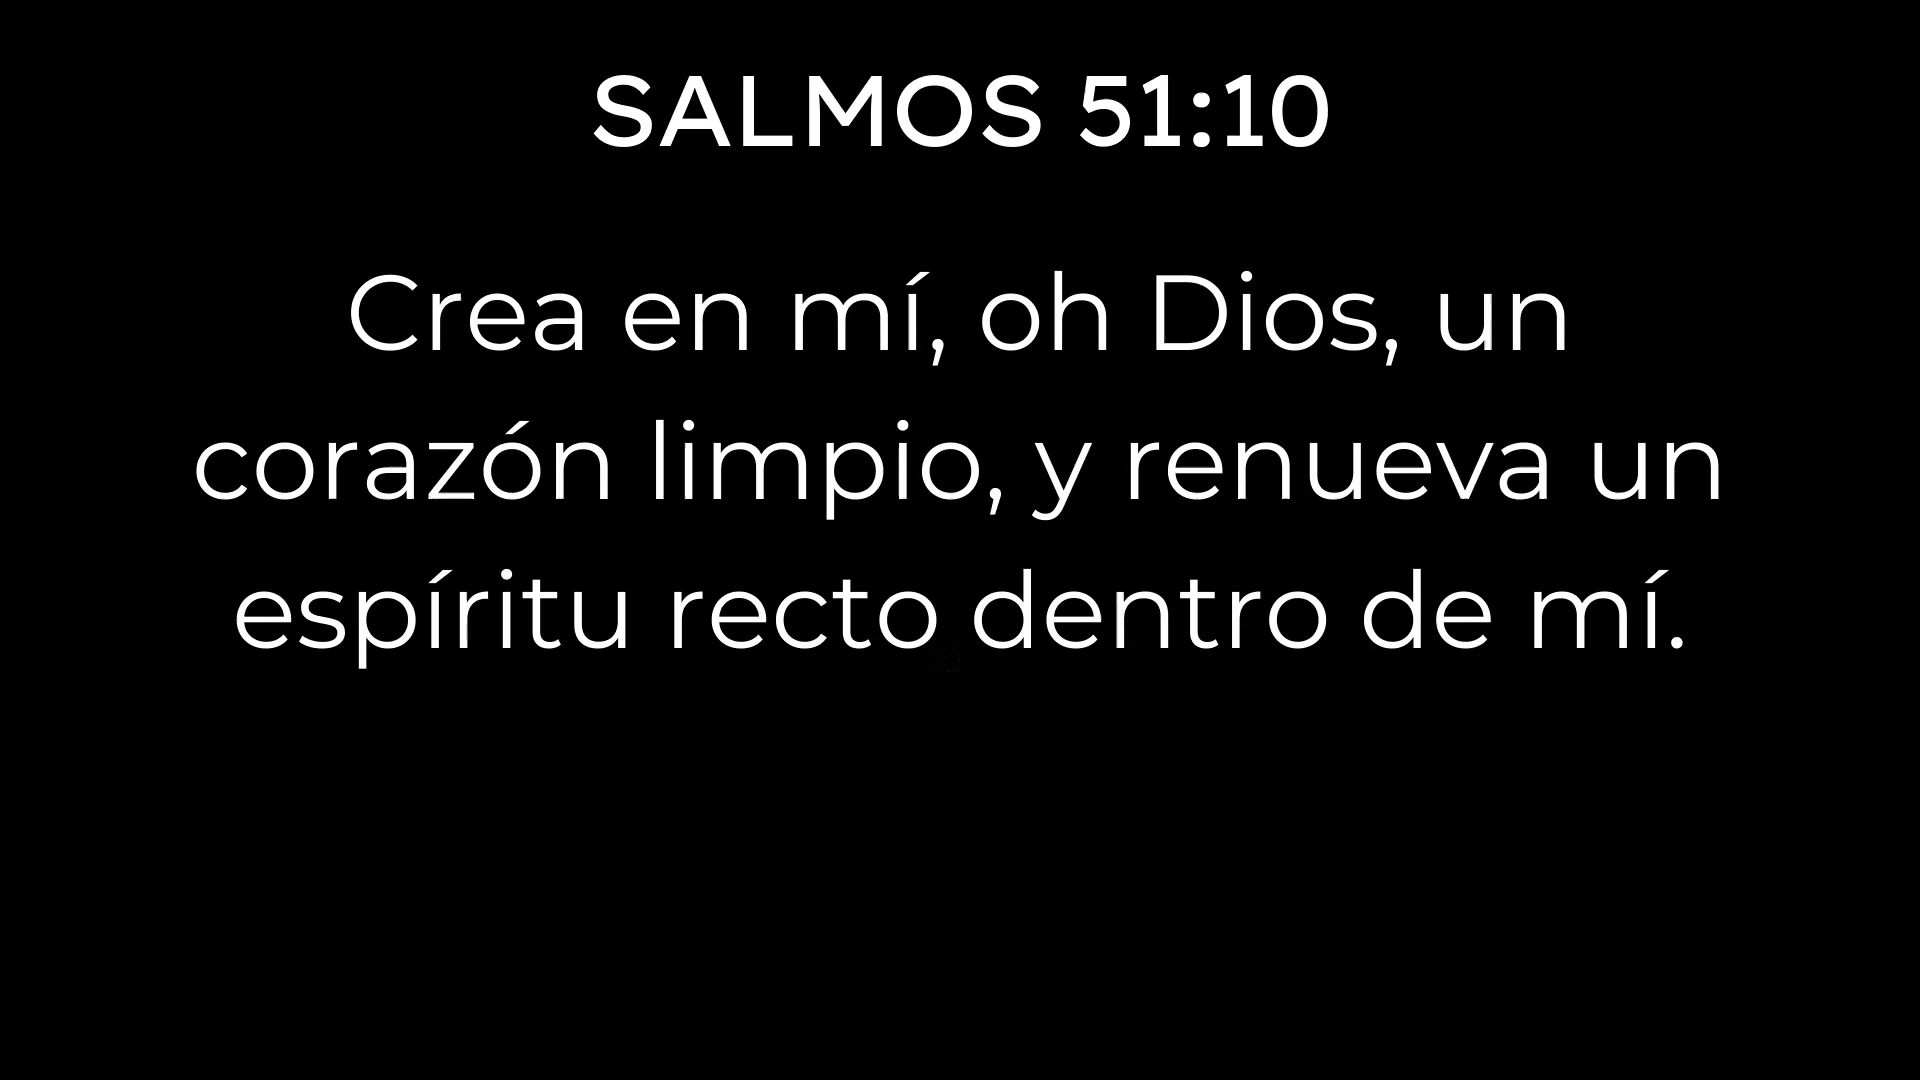 SALMOS 51:10
Crea en mí, oh Dios, un
corazón limpio, y renueva un
espíritu recto dentro de mí.